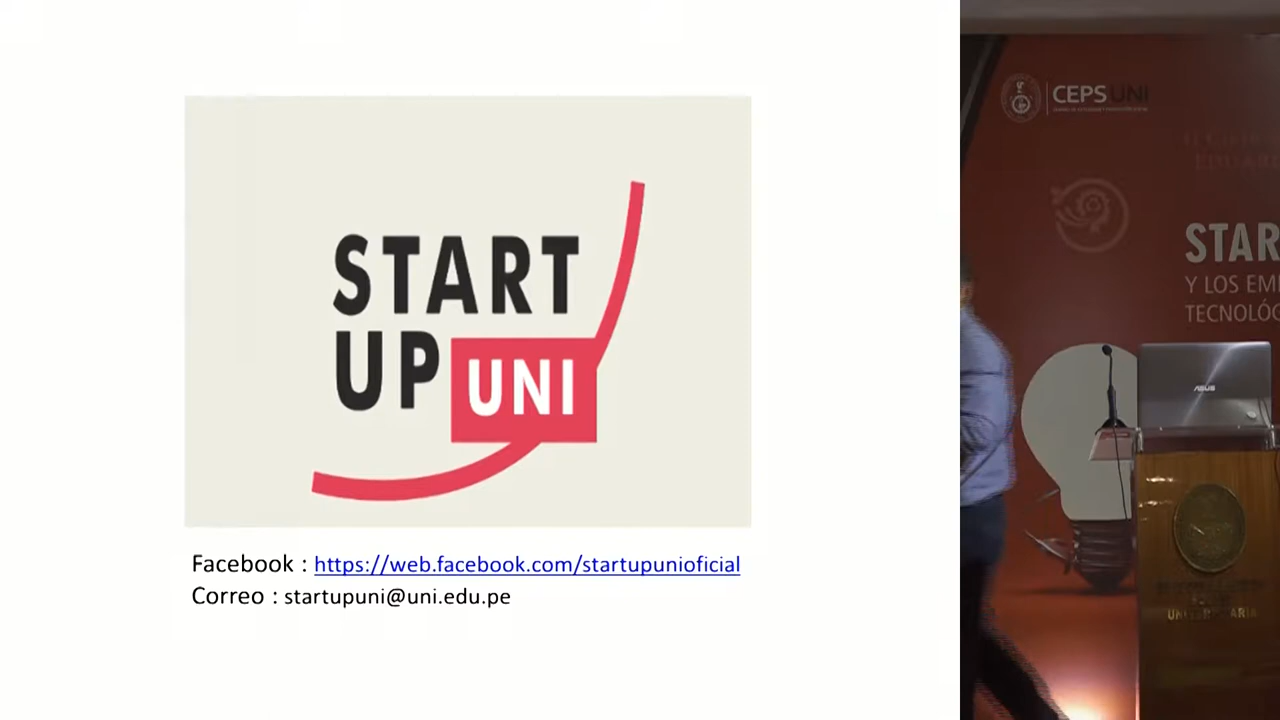 START
UP UNI
Facebook : https://web.facebook.com/startupunioficial
Correo : startupuni@uni.edu.pe
CEPS UNI
STAR
Y LOS EM
TECNOLÓG
ASUS